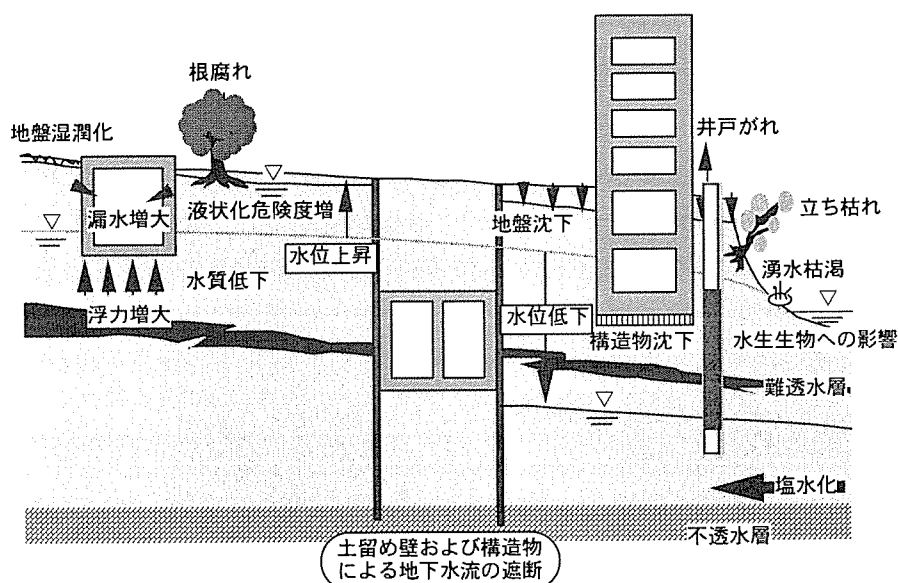 根腐れ
地盤湿潤化
井戸がれ
漏水増大
液状化危険度増
地盤沈下
立ち枯れ
水位上昇
湧水枯渇
水質低下
浮力増大
水位低下
構造物沈下
水生生物への影響
難透水層
塩水化
不透水層
土留め壁および構造物
による地下水流の遮断